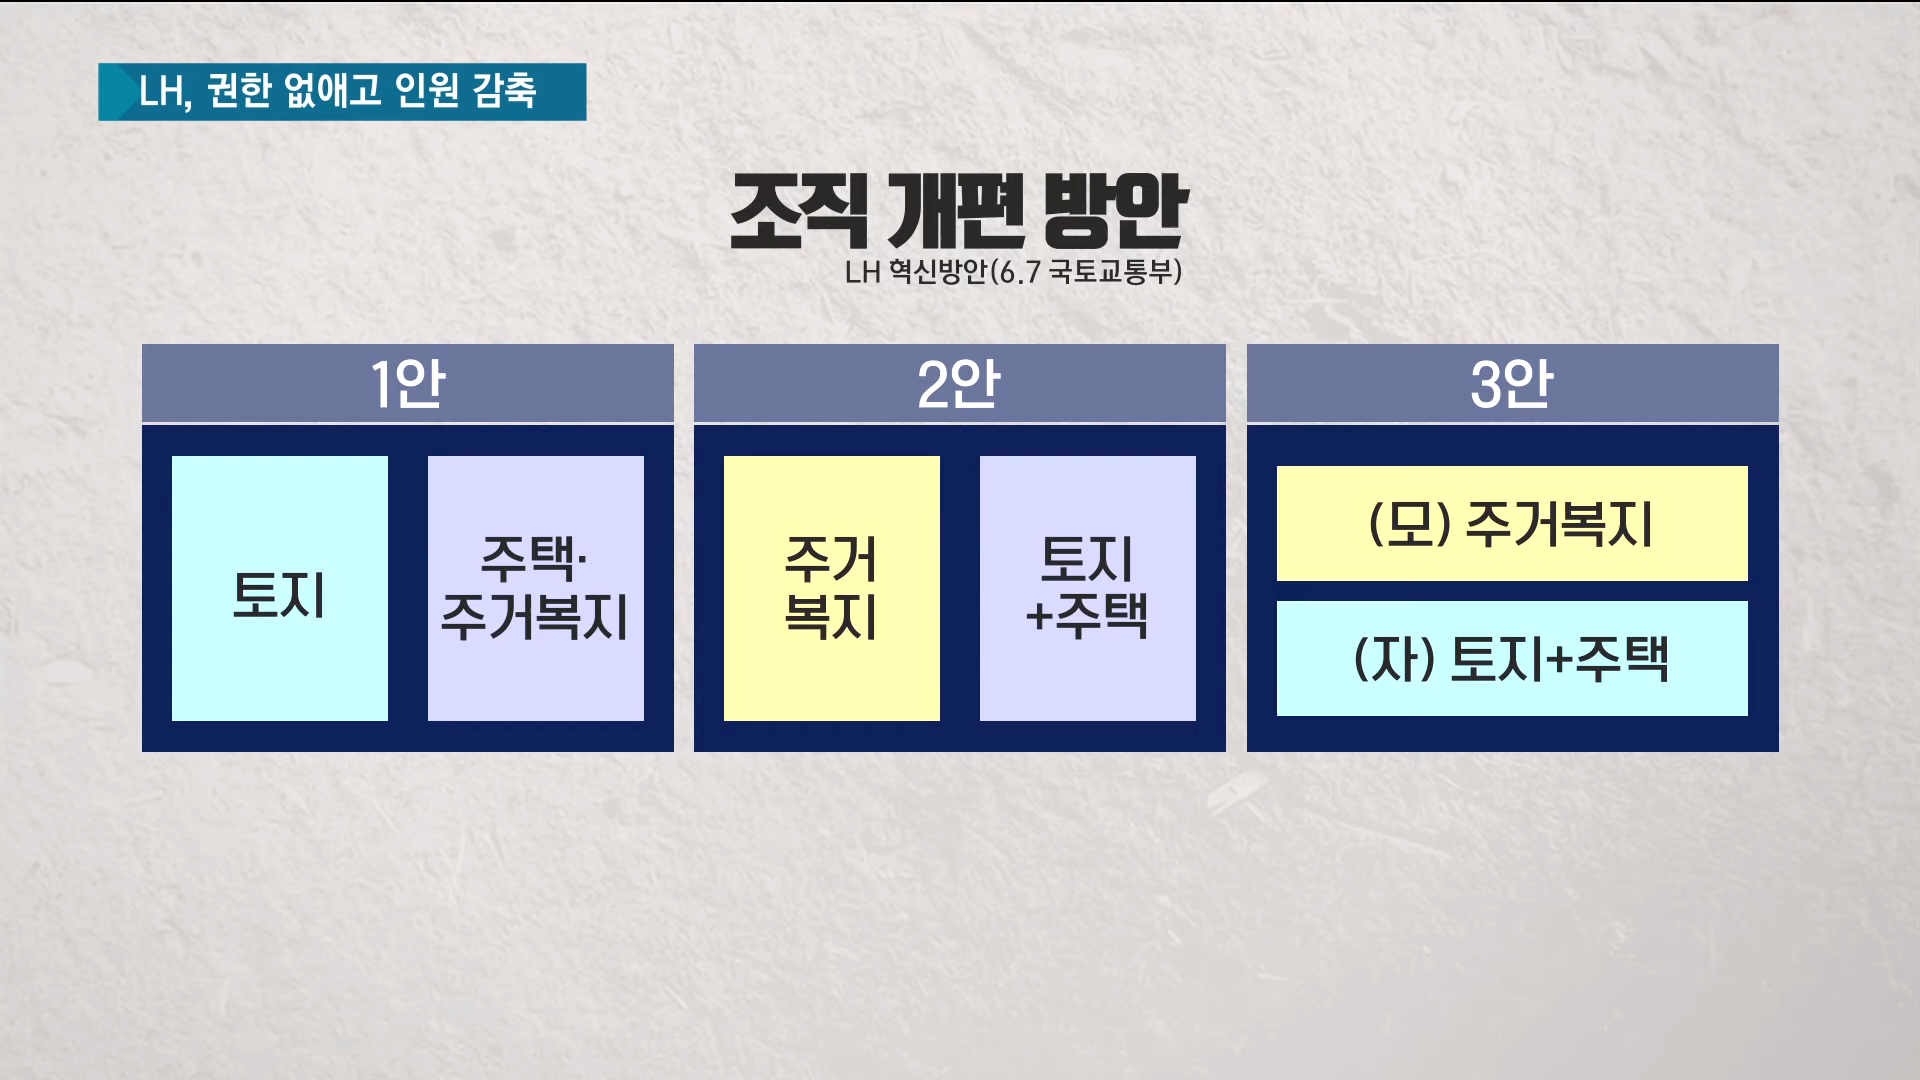 LH, 권한 없애고 인원 감축
조직 개편 방안
LH 혁신방안(6.7 국토교통부)
1안
토지
주택·
주거복지
2안
주거
복지
토지
+주택
3안
(모) 주거복지
(자) 토지+주택